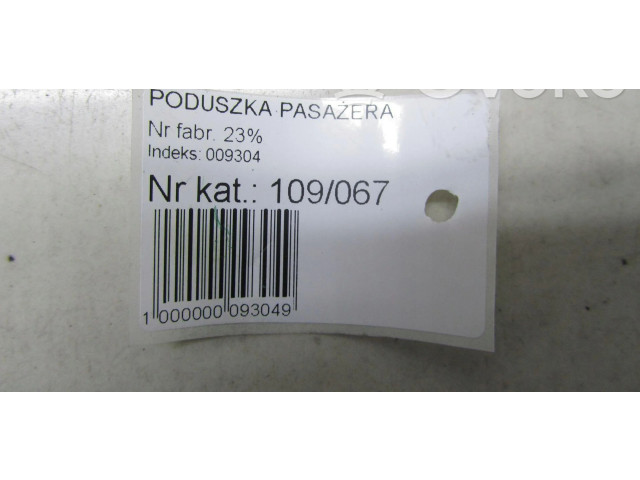 PODUSZKA PASAŻERA
Nr fabr. 23%
Indeks: 009304
Nr kat.: 109/067
1 000000 093049